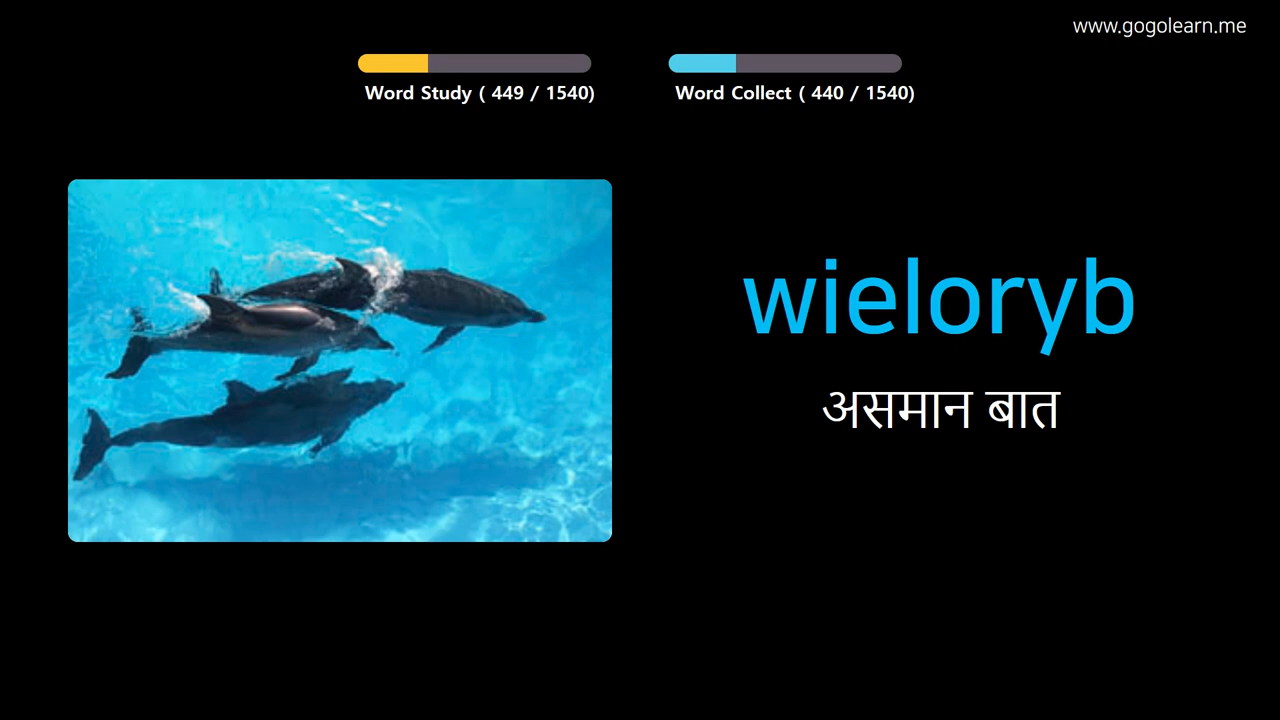 www.gogolearn.me
Word Study ( 449 / 1540)
Word Collect ( 440 / 1540)
wieloryb
असमान बात